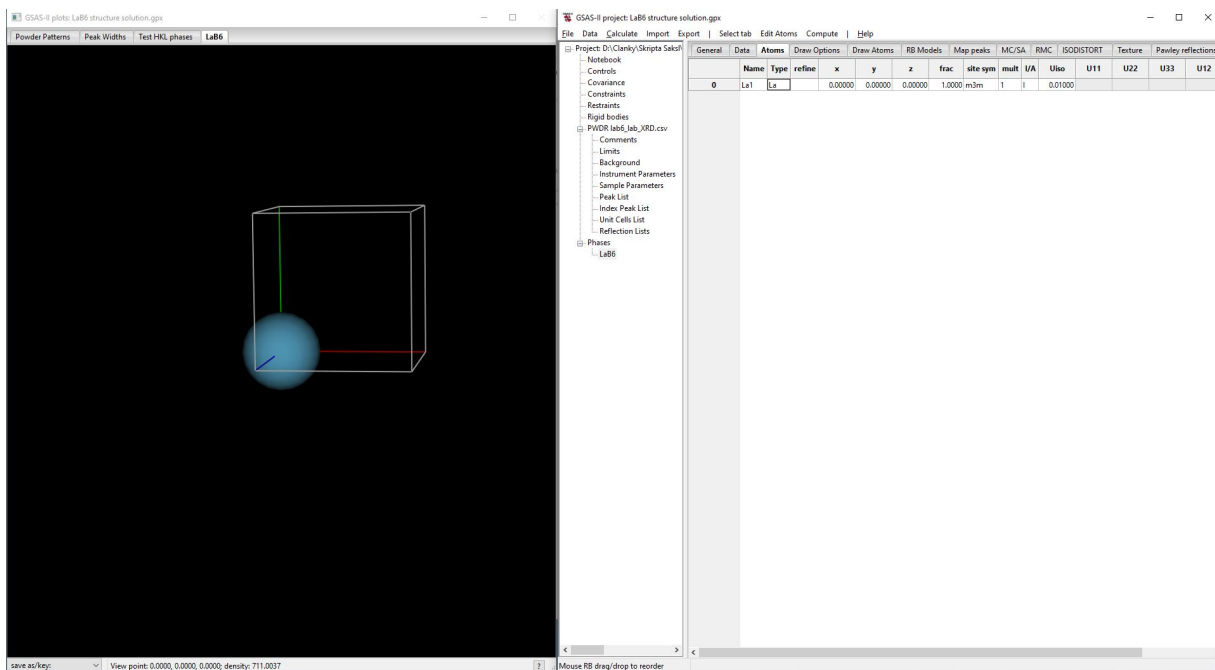 GSAS-II plots: LaB6 structure solution.gpx
Powder Patterns Peak Widths Test HKL phases LaB6
save as/key: View point: 0.0000, 0.0000, 0.0000; density: 711.0037 ?
GSAS-II project: LaB6 structure solution.gpx
File Data Calculate Import Export | Select tab Edit Atoms Compute | Help
Project: D:\Clanky\Skripta Saksl\
Notebook
Controls
Covariance
Constraints
Restraints
Rigid bodies
PWDR lab6_lab_XRD.csv
Comments
Limits
Background
Instrument Parameters
Sample Parameters
Peak List
Index Peak List
Unit Cells List
Reflection Lists
Phases
LaB6
General Data Atoms Draw Options Draw Atoms RB Models Map peaks MC/SA RMC ISODISTORT Texture Pawley reflections
Name Type refine x y z frac site sym mult I/A Uiso U11 U22 U33 U12
0 La1 La 0.00000 0.00000 0.00000 1.0000 m3m 1 I 0.01000
Mouse RB drag/drop to reorder